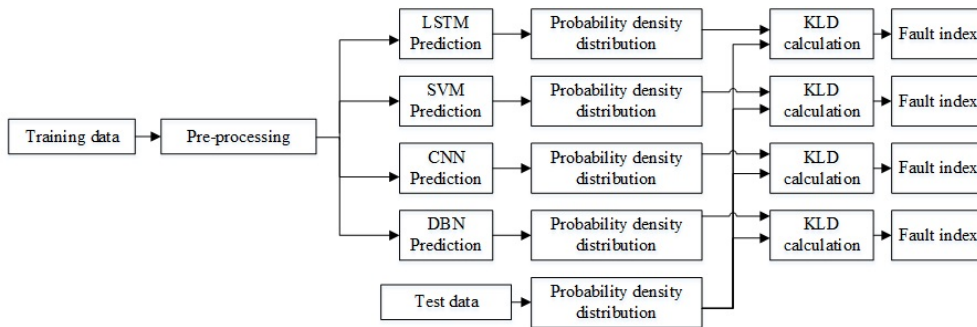 LSTM
Prediction
Probability density
distribution
KLD
calculation
Fault index
SVM
Prediction
Probability density
distribution
KLD
calculation
Fault index
Training data
Pre-processing
CNN
Prediction
Probability density
distribution
KLD
calculation
Fault index
DBN
Prediction
Probability density
distribution
KLD
calculation
Fault index
Test data
Probability density
distribution